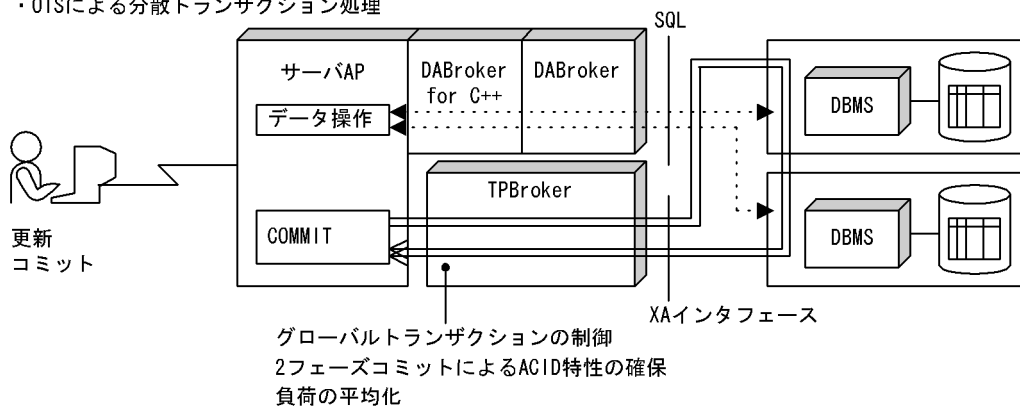 ・OTSによる分散トランザクション処理
SQL
サーバAP
DABroker
for C++
DABroker
データ操作
DBMS
TPBroker
更新
コミット
COMMIT
DBMS
XAインタフェース
グローバルトランザクションの制御
2フェーズコミットによるACID特性の確保
負荷の平均化